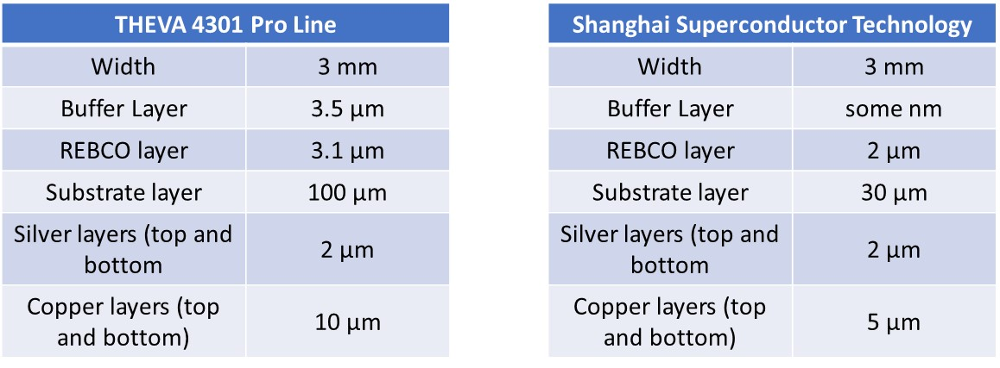 THEVA 4301 Pro Line
Width 3 mm
Buffer Layer 3.5 µm
REBCO layer 3.1 µm
Substrate layer 100 µm
Silver layers (top and
bottom 2 µm
Copper layers (top
and bottom) 10 µm
Shanghai Superconductor Technology
Width 3 mm
Buffer Layer some nm
REBCO layer 2 µm
Substrate layer 30 µm
Silver layers (top and
bottom 2 µm
Copper layers (top
and bottom) 5 µm